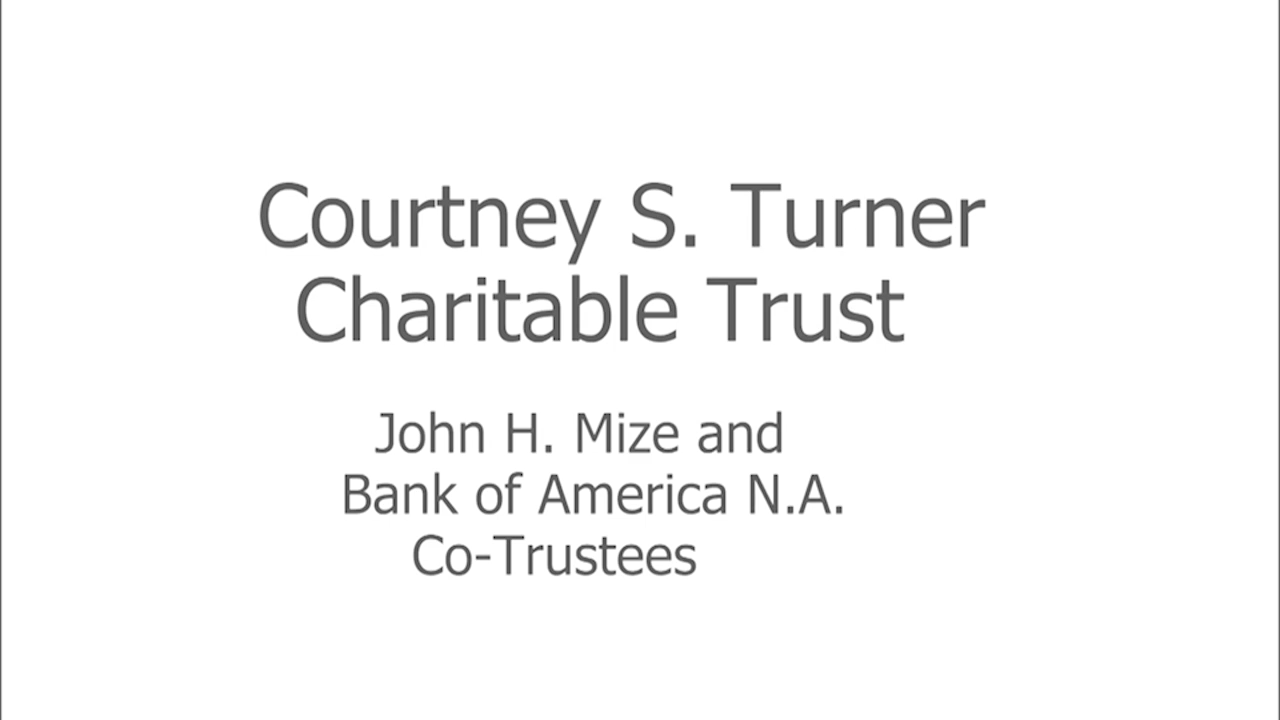 Courtney S. Turner
Charitable Trust
John H. Mize and
Bank of America N.A.
Co-Trustees